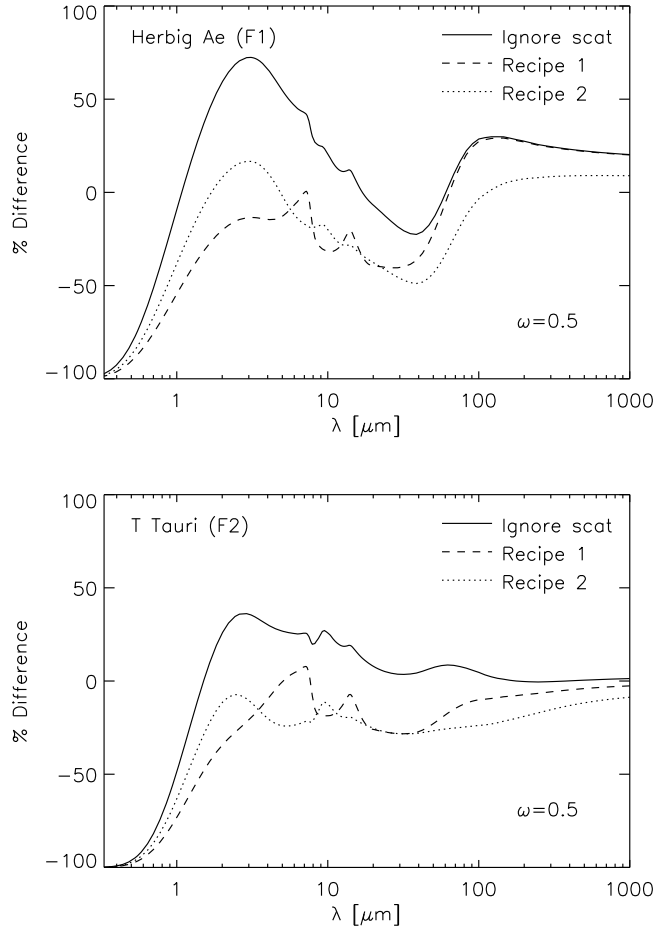 100
Herbig Ae (F1)
Ignore scat
Recipe 1
Recipe 2
50
0
% Difference
−50
ω=0.5
−100
1
10
100
1000
λ [μm]
100
T Tauri (F2)
Ignore scat
Recipe 1
Recipe 2
50
0
% Difference
−50
ω=0.5
−100
1
10
100
1000
λ [μm]